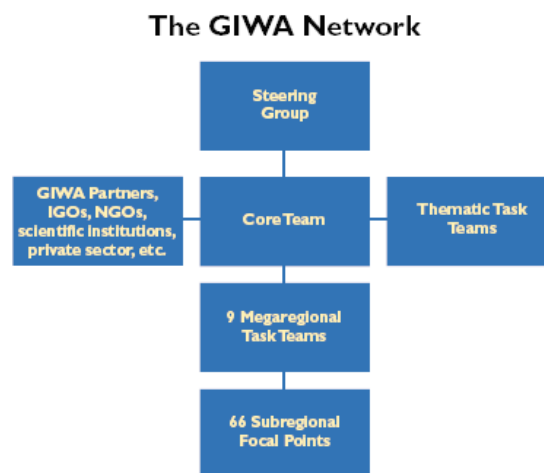 The GIWA Network
Steering
Group
GIWA Partners,
IGOs, NGOs,
scientific institutions,
private sector, etc.
Core Team
Thematic Task
Teams
9 Megaregional
Task Teams
66 Subregional
Focal Points